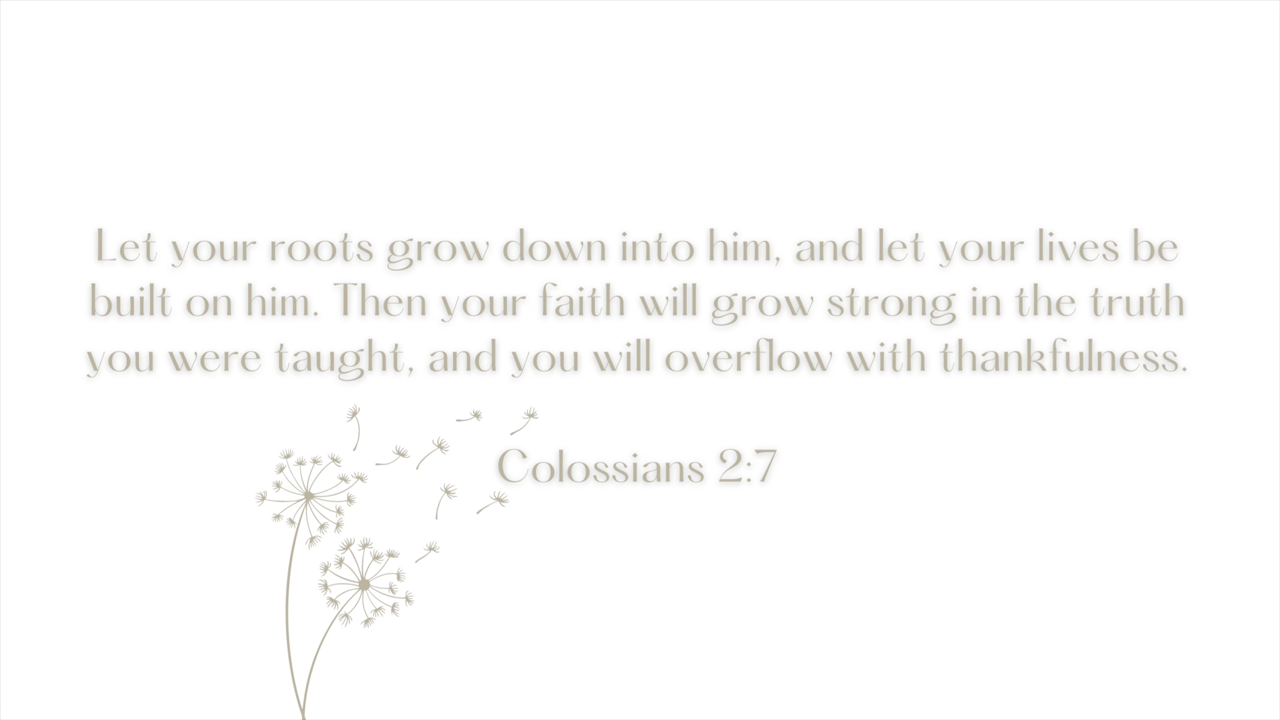 Let your roots grow down into him, and let your lives be
built on him. Then your faith will grow strong in the truth
you were taught, and you will overflow with thankfulness.
Colossians 2:7